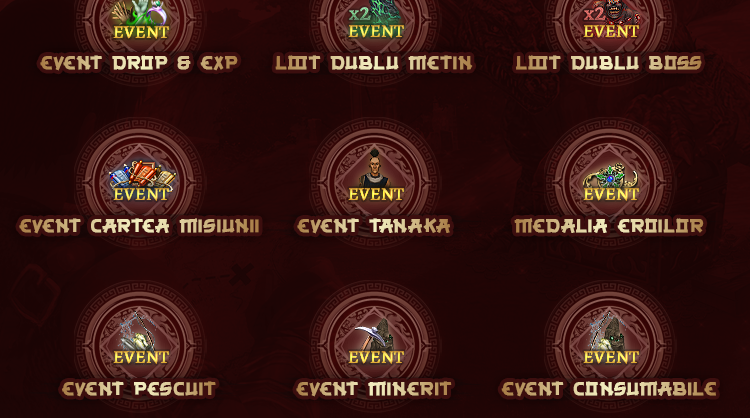 EVENT
x2
EVENT
x2
EVENT
EVENT DROP & EXP
LOOT DUBLU METIN
LOOT DUBLU BOSS
EVENT
EVENT
EVENT
EVENT CARTEA MISIUNII
EVENT TANAKA
MEDALIA EROILOR
EVENT
EVENT
EVENT
EVENT PESCUIT
EVENT MINERIT
EVENT CONSUMABILE